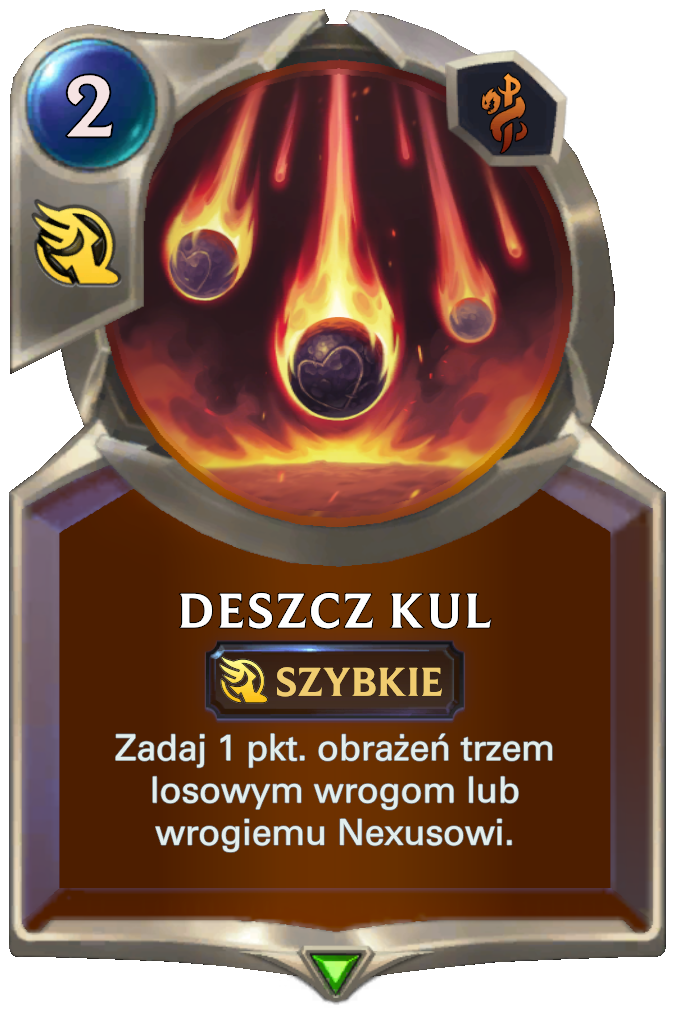 2
DESZCZ KUL
SZYBKIE
Zadaj 1 pkt. obrażeń trzem
losowym wrogom lub
wrogiemu Nexusowi.